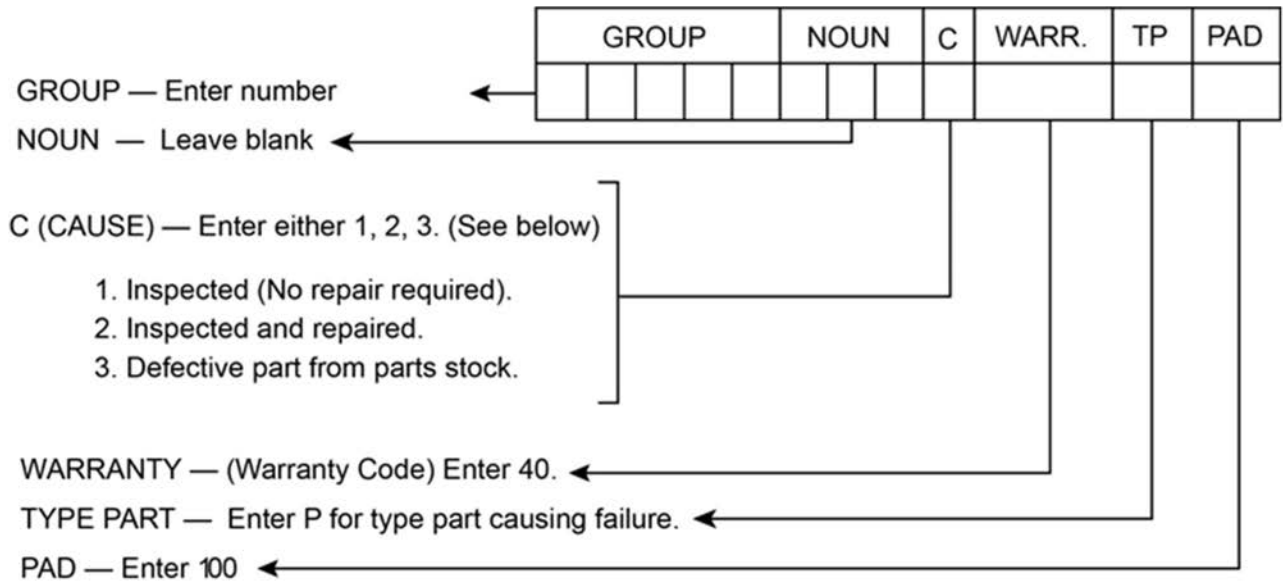 GROUP NOUN C WARR. TP PAD
GROUP — Enter number
NOUN — Leave blank
C (CAUSE) — Enter either 1, 2, 3. (See below)
1. Inspected (No repair required).
2. Inspected and repaired.
3. Defective part from parts stock.
WARRANTY — (Warranty Code) Enter 40.
TYPE PART — Enter P for type part causing failure.
PAD — Enter 100